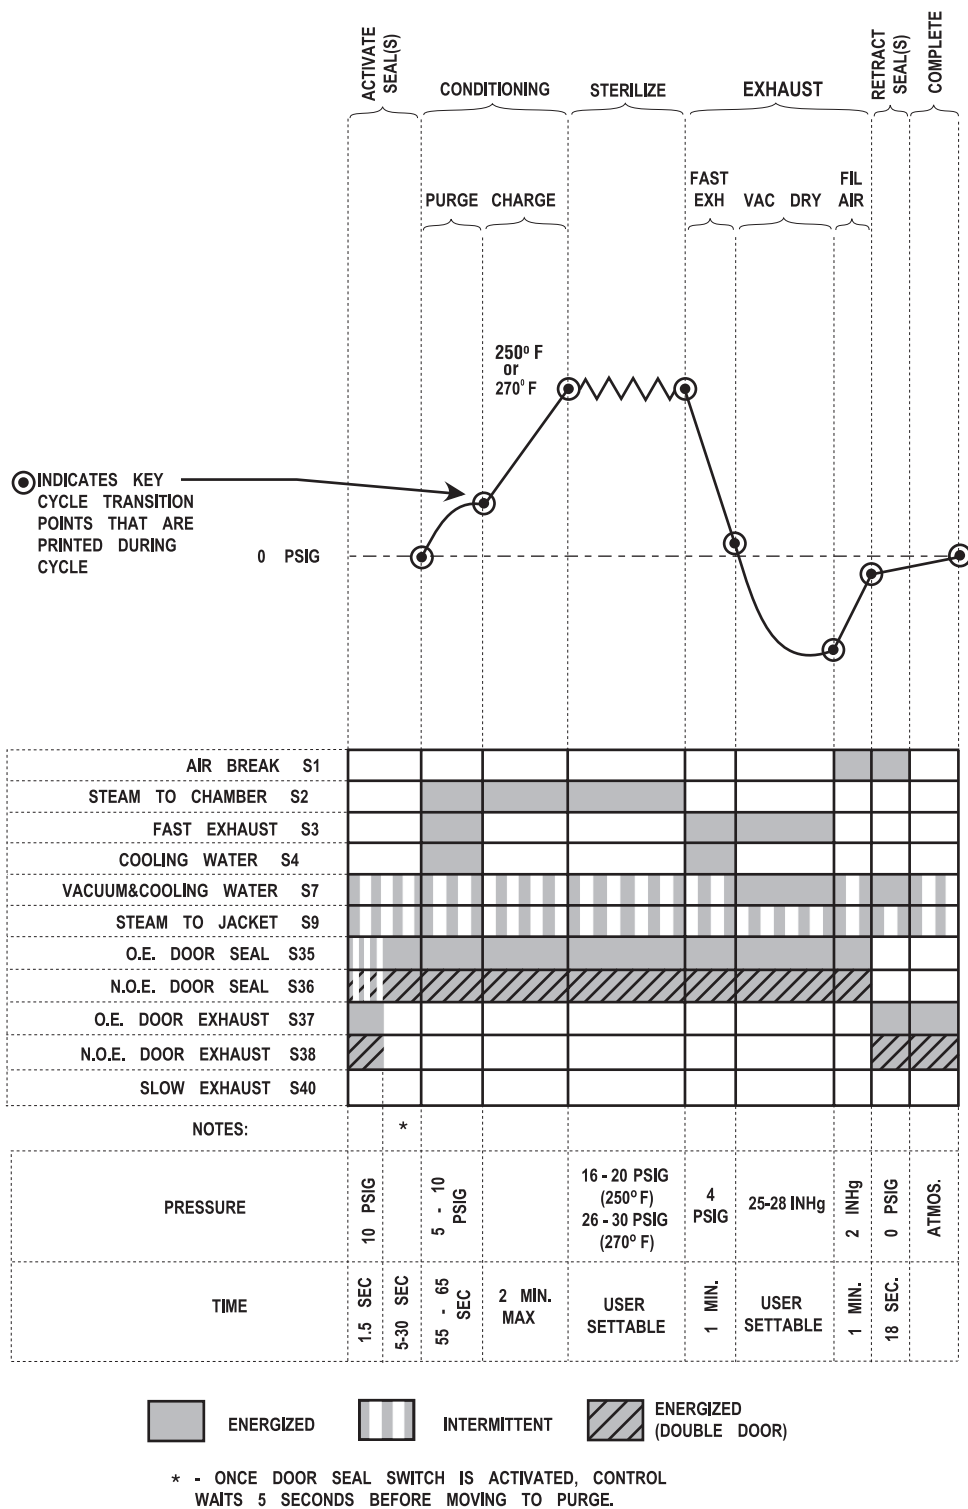 ACTIVATE
SEAL(S)
CONDITIONING
STERILIZE
EXHAUST
RETRACT
SEAL(S)
COMPLETE
PURGE CHARGE
FAST
EXH
VAC DRY
FIL
AIR
250º F
or
270º F
INDICATES KEY
CYCLE TRANSITION
POINTS THAT ARE
PRINTED DURING
CYCLE
0 PSIG
AIR BREAK S1
STEAM TO CHAMBER S2
FAST EXHAUST S3
COOLING WATER S4
VACUUM&COOLING WATER S7
STEAM TO JACKET S9
O.E. DOOR SEAL S35
N.O.E. DOOR SEAL S36
O.E. DOOR EXHAUST S37
N.O.E. DOOR EXHAUST S38
SLOW EXHAUST S40
NOTES: *
PRESSURE
10 PSIG
5 - 10
PSIG
16 - 20 PSIG
(250º F)
26 - 30 PSIG
(270º F)
4
PSIG
25-28 INHg
2 INHg
0 PSIG
ATMOS.
TIME
1.5 SEC
5-30 SEC
55 - 65
SEC
2 MIN.
MAX
USER
SETTABLE
1 MIN.
USER
SETTABLE
1 MIN.
18 SEC.
ENERGIZED
INTERMITTENT
ENERGIZED
(DOUBLE DOOR)
* - ONCE DOOR SEAL SWITCH IS ACTIVATED, CONTROL
WAITS 5 SECONDS BEFORE MOVING TO PURGE.